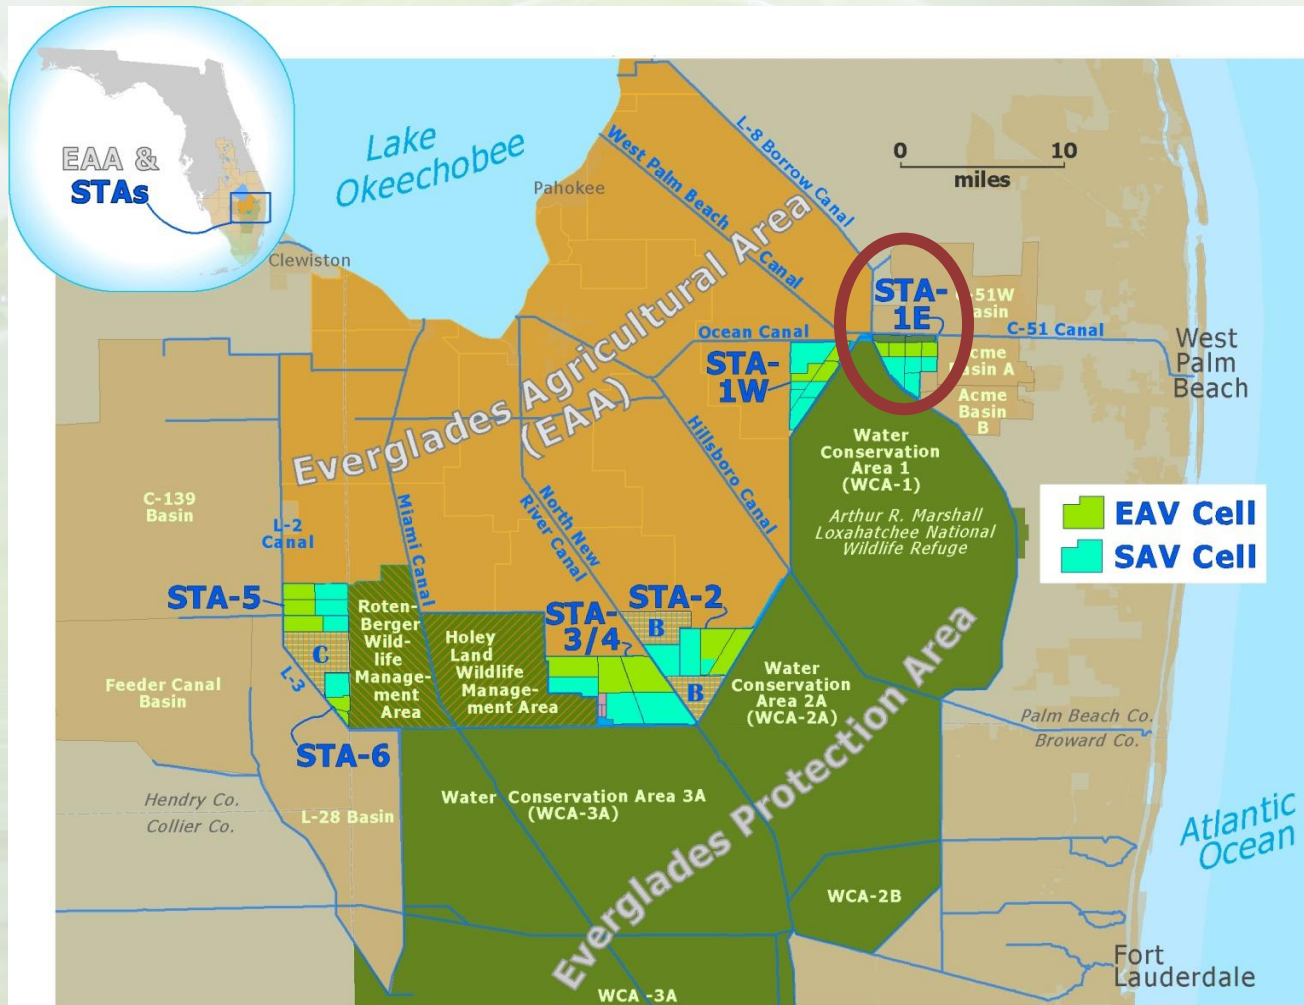 EAA &
STAs
Lake
Okeechobee
Pahokee
Clewiston
L-8 Borrow Canal
West Palm Beach
Canal
0
10
miles
Everglades Agricultural Area
(EAA)
STA-
1E
C-51W
Basin
Ocean Canal
C-51 Canal
West
Palm
Beach
STA-
1W
Acme
Basin A
Acme
Basin
B
Hillsboro Canal
Water
Conservation
Area 1
(WCA-1)
Arthur R. Marshall
Loxahatchee National
Wildlife Refuge
EAV Cell
SAV Cell
C-139
Basin
L-2
Canal
Miami Canal
North New
River Canal
STA-5
STA-
3/4
STA-2
B
Roten-
Berger
Wild-
life
Manage-
ment
Area
Holey
Land
Wildlife
Manage-
ment Area
C
L-3
B
Feeder Canal
Basin
Water
Conservation
Area 2A
(WCA-2A)
Palm Beach Co.
Broward Co.
STA-6
Hendry Co.
Collier Co.
L-28 Basin
Water Conservation Area 3A
(WCA-3A)
Everglades Protection Area
Atlantic
Ocean
WCA-2B
Fort
Lauderdale
WCA -3A